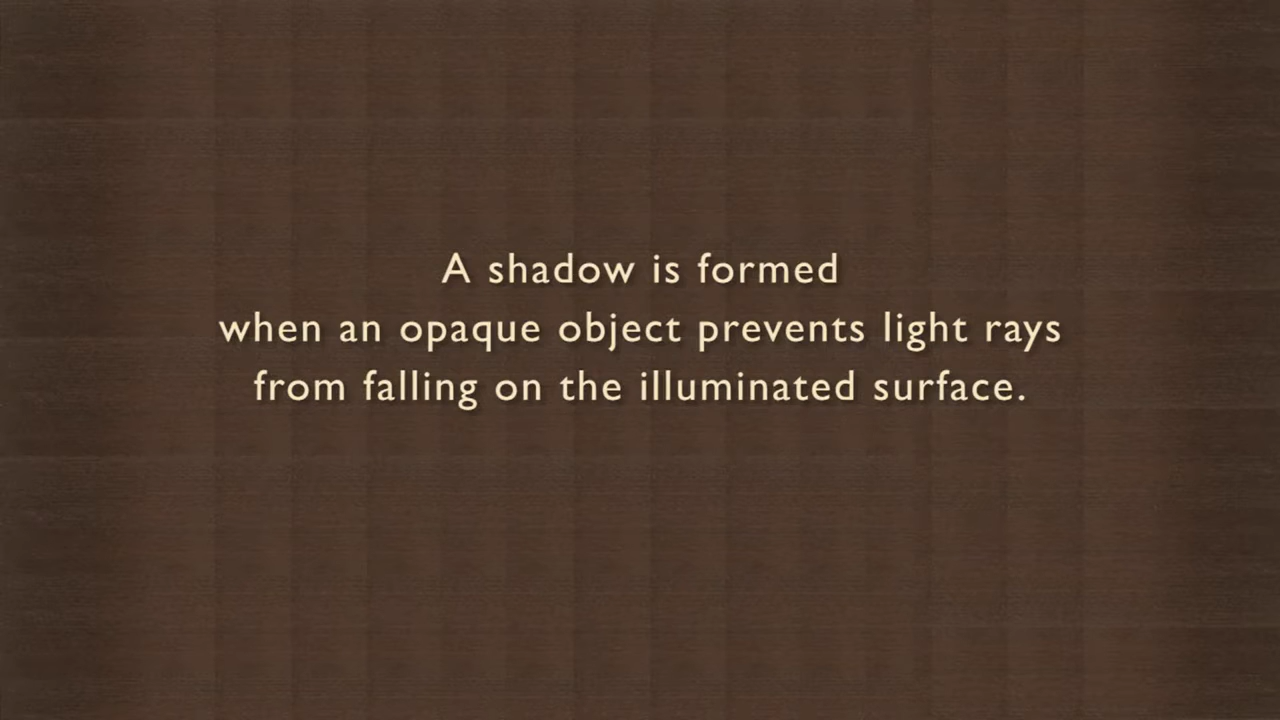 A shadow is formed
when an opaque object prevents light rays
from falling on the illuminated surface.